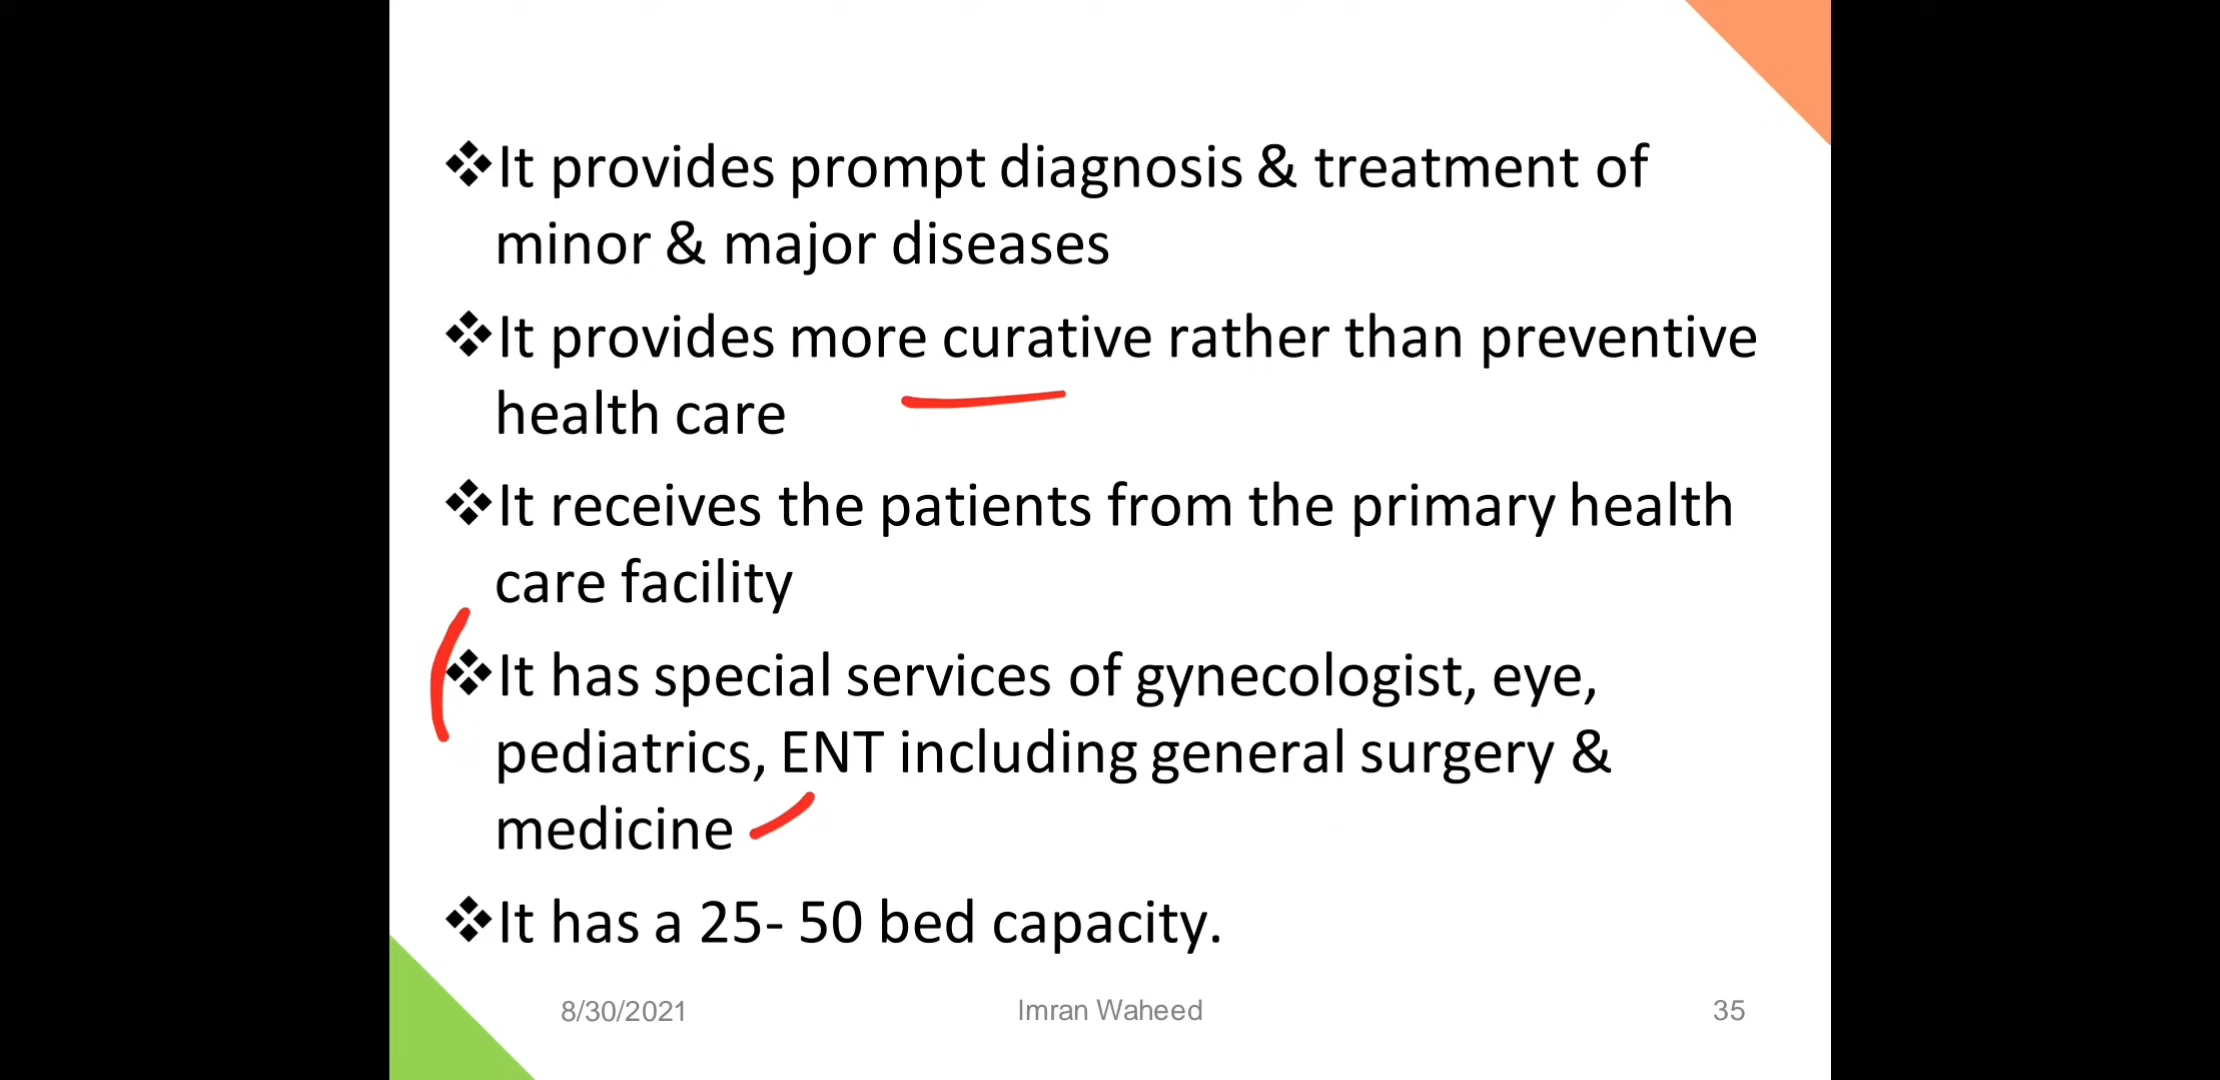 ❖It provides prompt diagnosis & treatment of
minor & major diseases
❖It provides more curative rather than preventive
health care
❖It receives the patients from the primary health
care facility
❖It has special services of gynecologist, eye,
pediatrics, ENT including general surgery &
medicine
❖It has a 25- 50 bed capacity.
8/30/2021 Imran Waheed 35